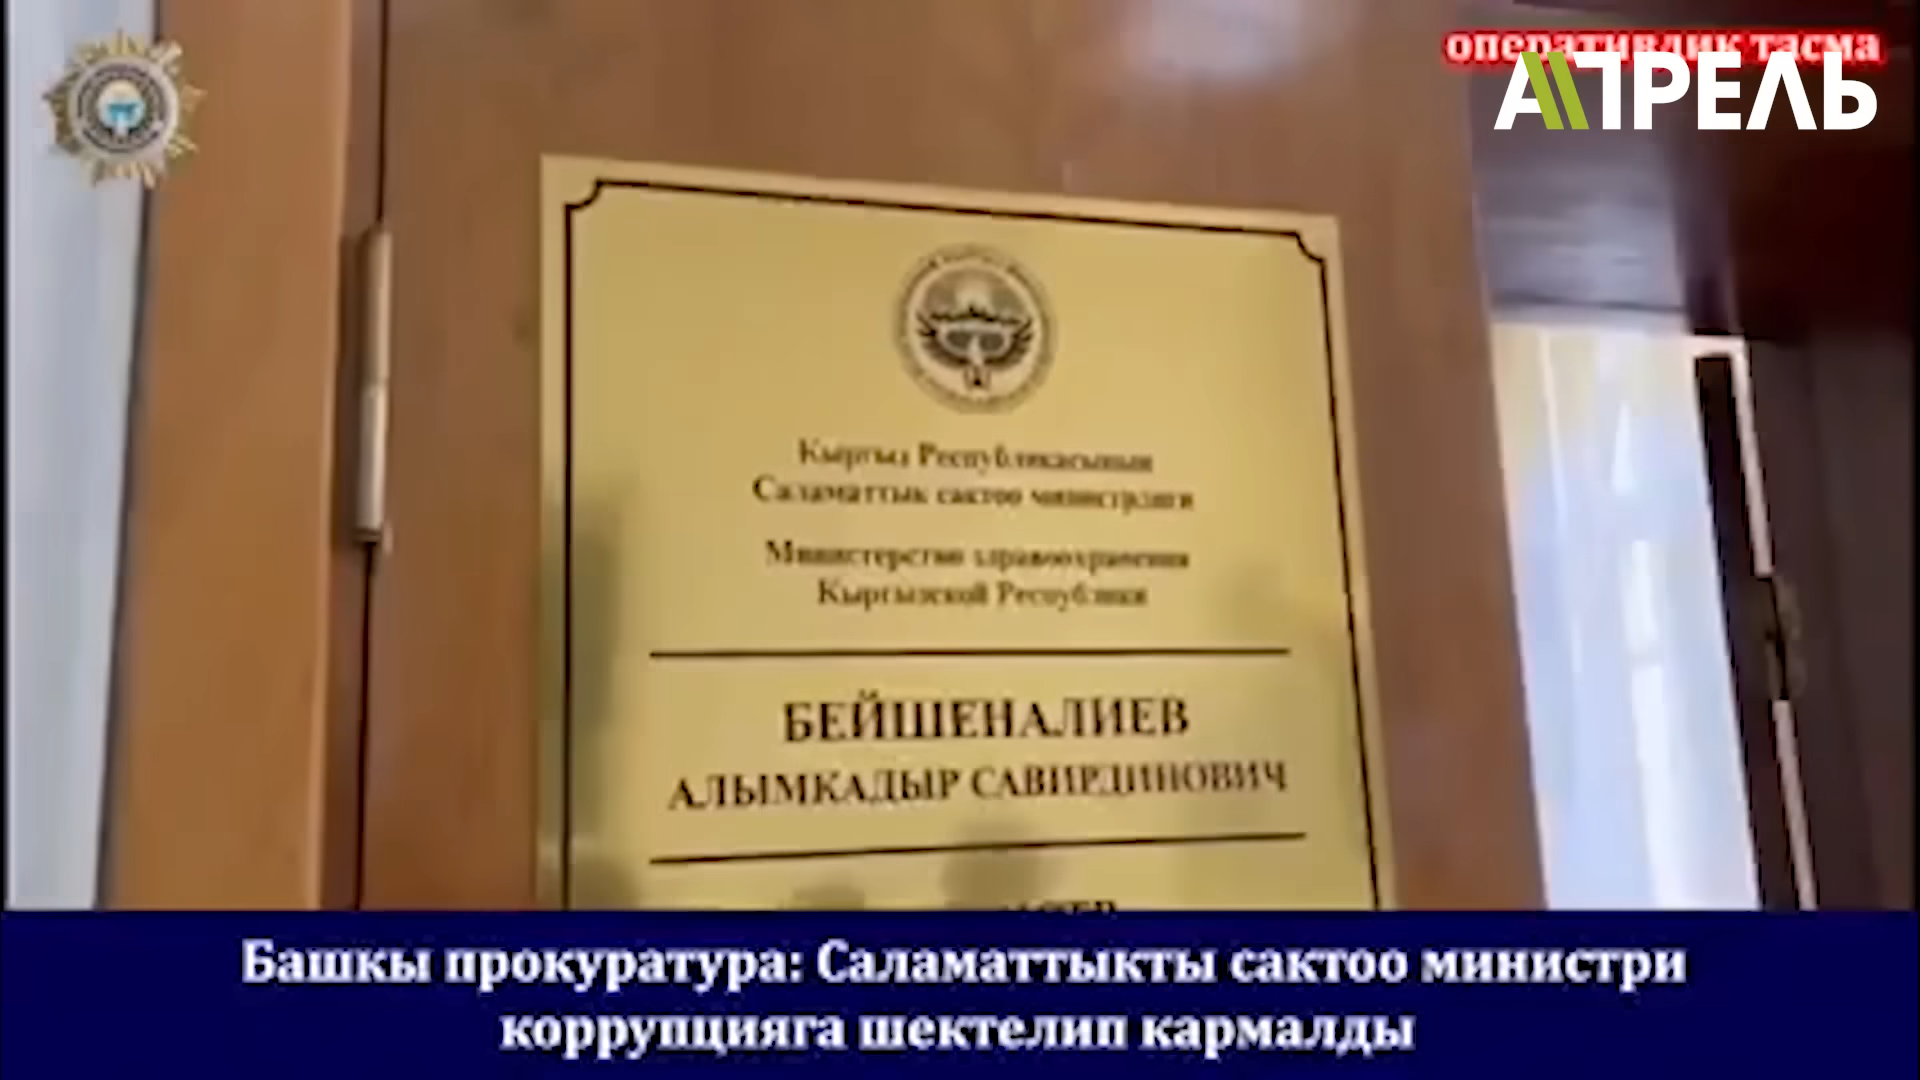 оперативдик тасма
АПРЕЛЬ
Кыргыз Республикасынын
Саламаттык сактоо министрлиги
Министерство здравоохранения
Кыргызской Республики
БЕЙШЕНАЛИЕВ
АЛЫМКАДЫР САВИРДИНОВИЧ
Башкы прокуратура: Саламаттыкты сактоо министри
коррупцияга шектелип кармалды